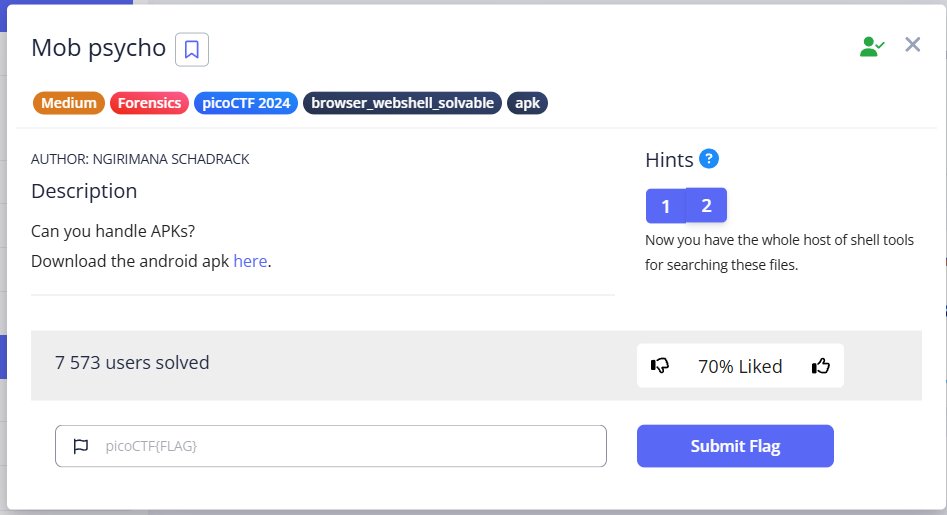 Mob psycho
Medium Forensics picoCTF 2024 browser_webshell_solvable apk
AUTHOR: NGIRIMANA SCHADRACK
Description
Can you handle APKs?
Download the android apk here.
Hints ?
1 2
Now you have the whole host of shell tools
for searching these files.
7 573 users solved
70% Liked
picoCTF{FLAG}
Submit Flag